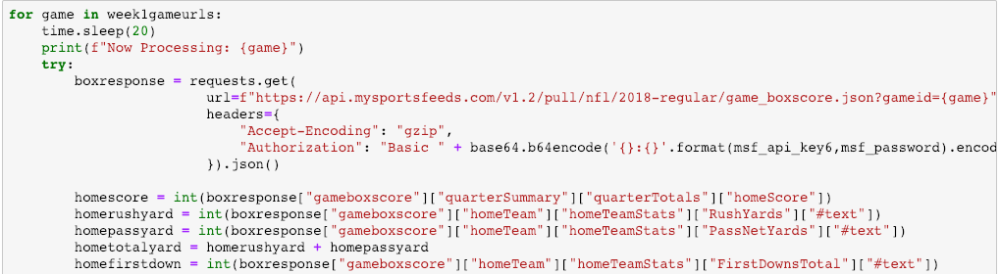 for game in week1gameurls:
    time.sleep(20)
    print(f"Now Processing: {game}")
    try:
        boxresponse = requests.get(
                        url=f"https://api.mysportsfeeds.com/v1.2/pull/nfl/2018-regular/game_boxscore.json?gameid={game}"
                        headers={
                            "Accept-Encoding": "gzip",
                            "Authorization": "Basic " + base64.b64encode('{}:{}'.format(msf_api_key6,msf_password).encod
                        }).json()
        homescore = int(boxresponse["gameboxscore"]["quarterSummary"]["quarterTotals"]["homeScore"])
        homerushyard = int(boxresponse["gameboxscore"]["homeTeam"]["homeTeamStats"]["RushYards"]["#text"])
        homepassyard = int(boxresponse["gameboxscore"]["homeTeam"]["homeTeamStats"]["PassNetYards"]["#text"])
        hometotalyard = homerushyard + homepassyard
        homefirstdown = int(boxresponse["gameboxscore"]["homeTeam"]["homeTeamStats"]["FirstDownsTotal"]["#text"])